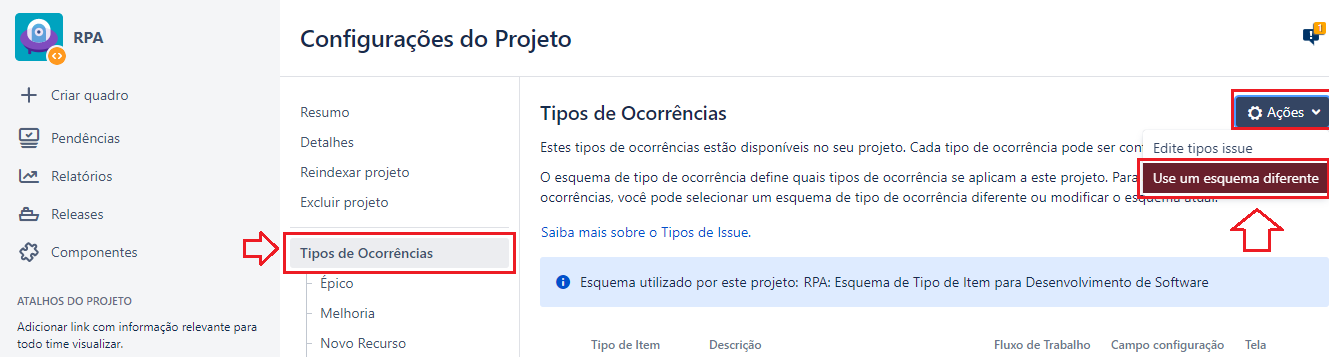 RPA
Criar quadro
Pendências
Relatórios
Releases
Componentes
ATALHOS DO PROJETO
Adicionar link com informação relevante para
todo time visualizar.
Configurações do Projeto
1
Resumo
Detalhes
Reindexar projeto
Excluir projeto
Tipos de Ocorrências
Épico
Melhoria
Novo Recurso
Tipos de Ocorrências
Ações
Estes tipos de ocorrências estão disponíveis no seu projeto. Cada tipo de ocorrência pode ser
Edite tipos issue
Use um esquema diferente
O esquema de tipo de ocorrência define quais tipos de ocorrência se aplicam a este projeto. Para
ocorrências, você pode selecionar um esquema de tipo de ocorrência diferente ou modificar o esquema atual.
Saiba mais sobre o Tipos de Issue.
Esquema utilizado por este projeto: RPA: Esquema de Tipo de Item para Desenvolvimento de Software
Tipo de Item Descrição Fluxo de Trabalho Campo configuração Tela